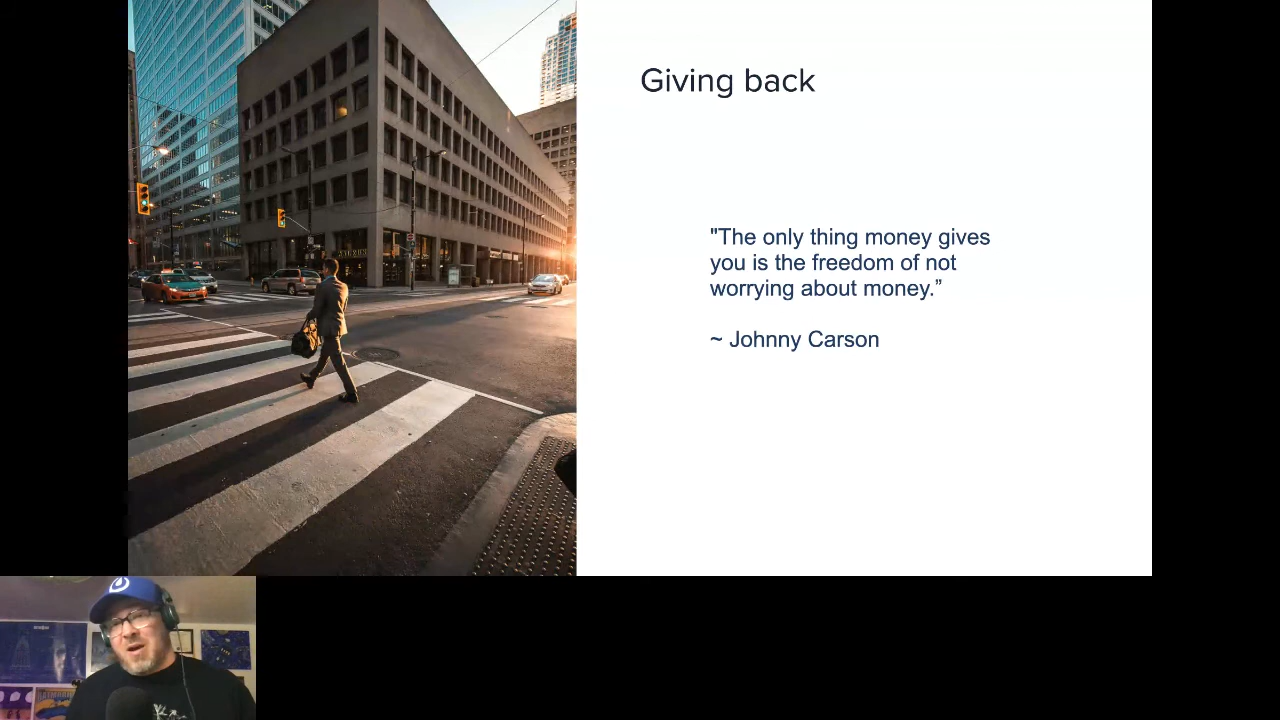 Giving back
"The only thing money gives
you is the freedom of not
worrying about money.”
~ Johnny Carson